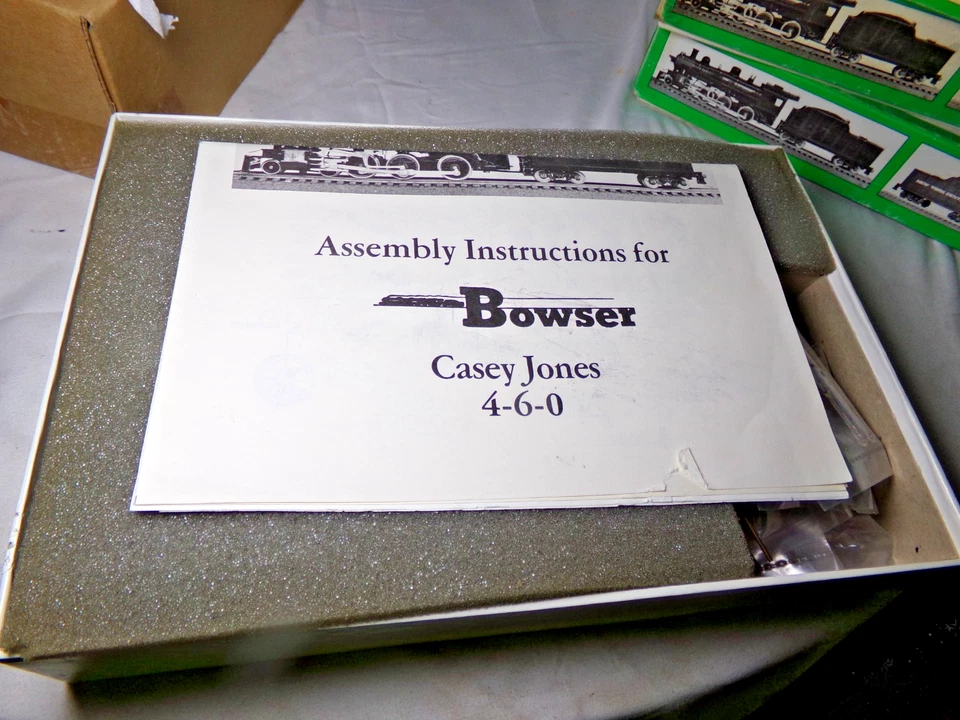 Assembly Instructions for
Bowser
Casey Jones
4-6-0